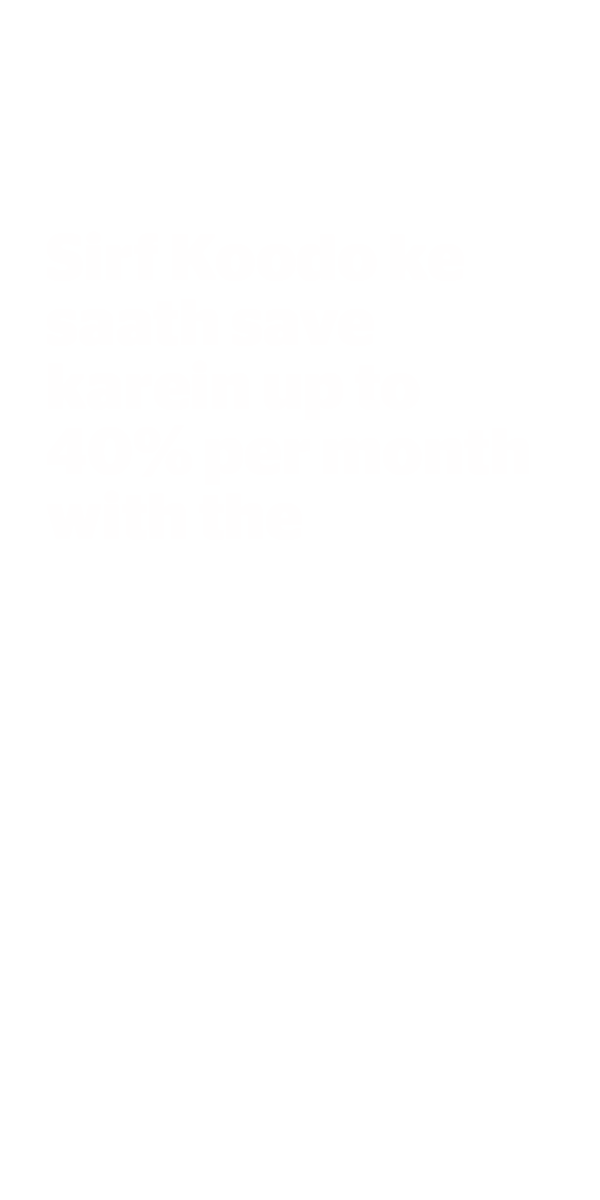 Sirf Koodo ke
saath save
karein up to
40% per month
with the